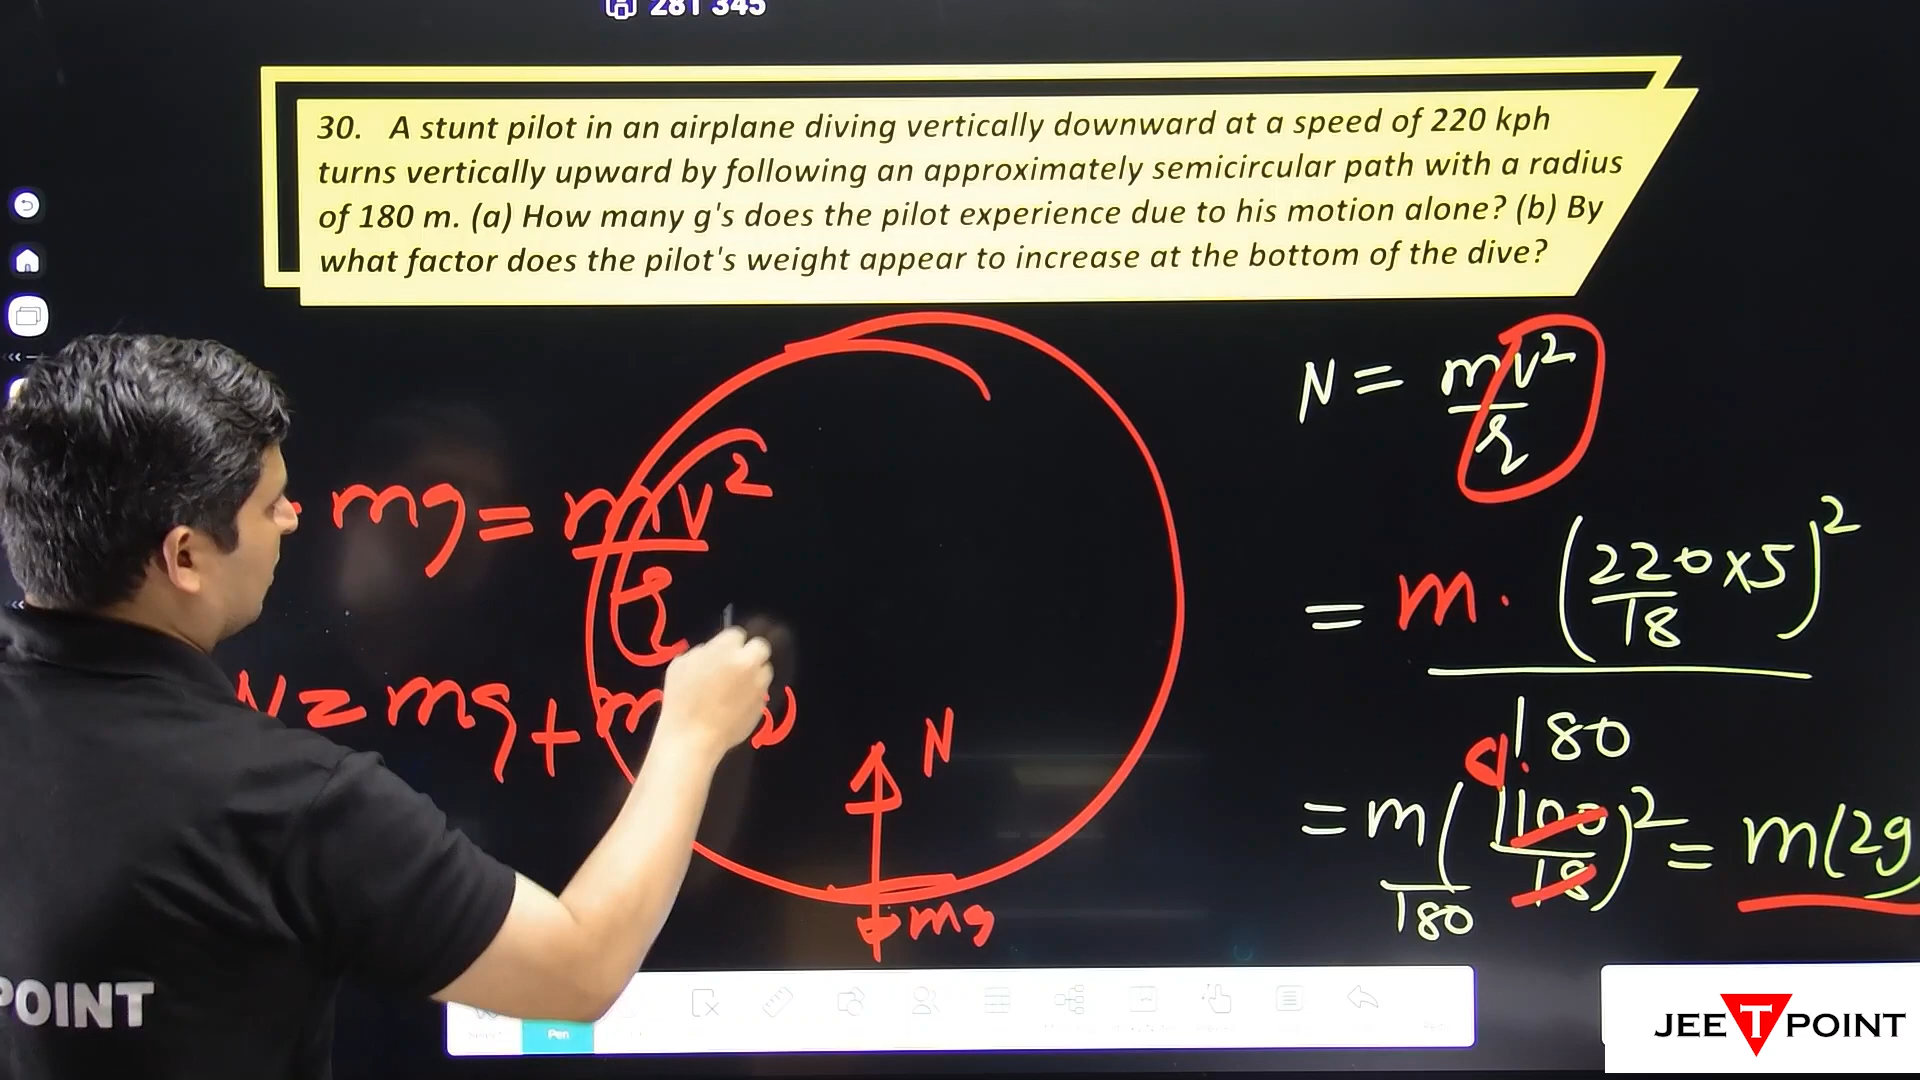 281 345
30. A stunt pilot in an airplane diving vertically downward at a speed of 220 kph
turns vertically upward by following an approximately semicircular path with a radius
of 180 m. (a) How many g's does the pilot experience due to his motion alone? (b) By
what factor does the pilot's weight appear to increase at the bottom of the dive?
N = mv²/r
mg = mv²/r
= m. (220/18 x5)²
180
N = mg + m
N
mg
= m/180 (1100/18)² = m(2g
POINT
Pen
JEE T POINT